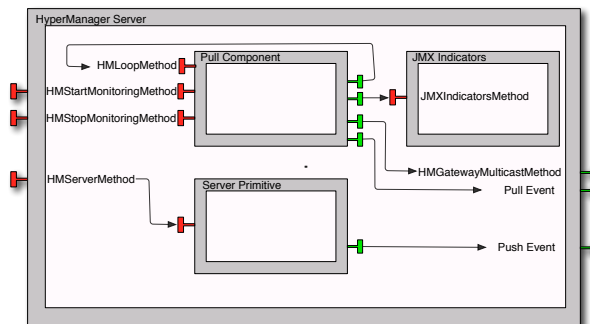 HyperManager Server
Pull Component
JMX Indicators
HMLoopMethod
HMStartMonitoringMethod
JMXIndicatorsMethod
HMStopMonitoringMethod
HMGatewayMulticastMethod
HMServerMethod
Server Primitive
Pull Event
Push Event